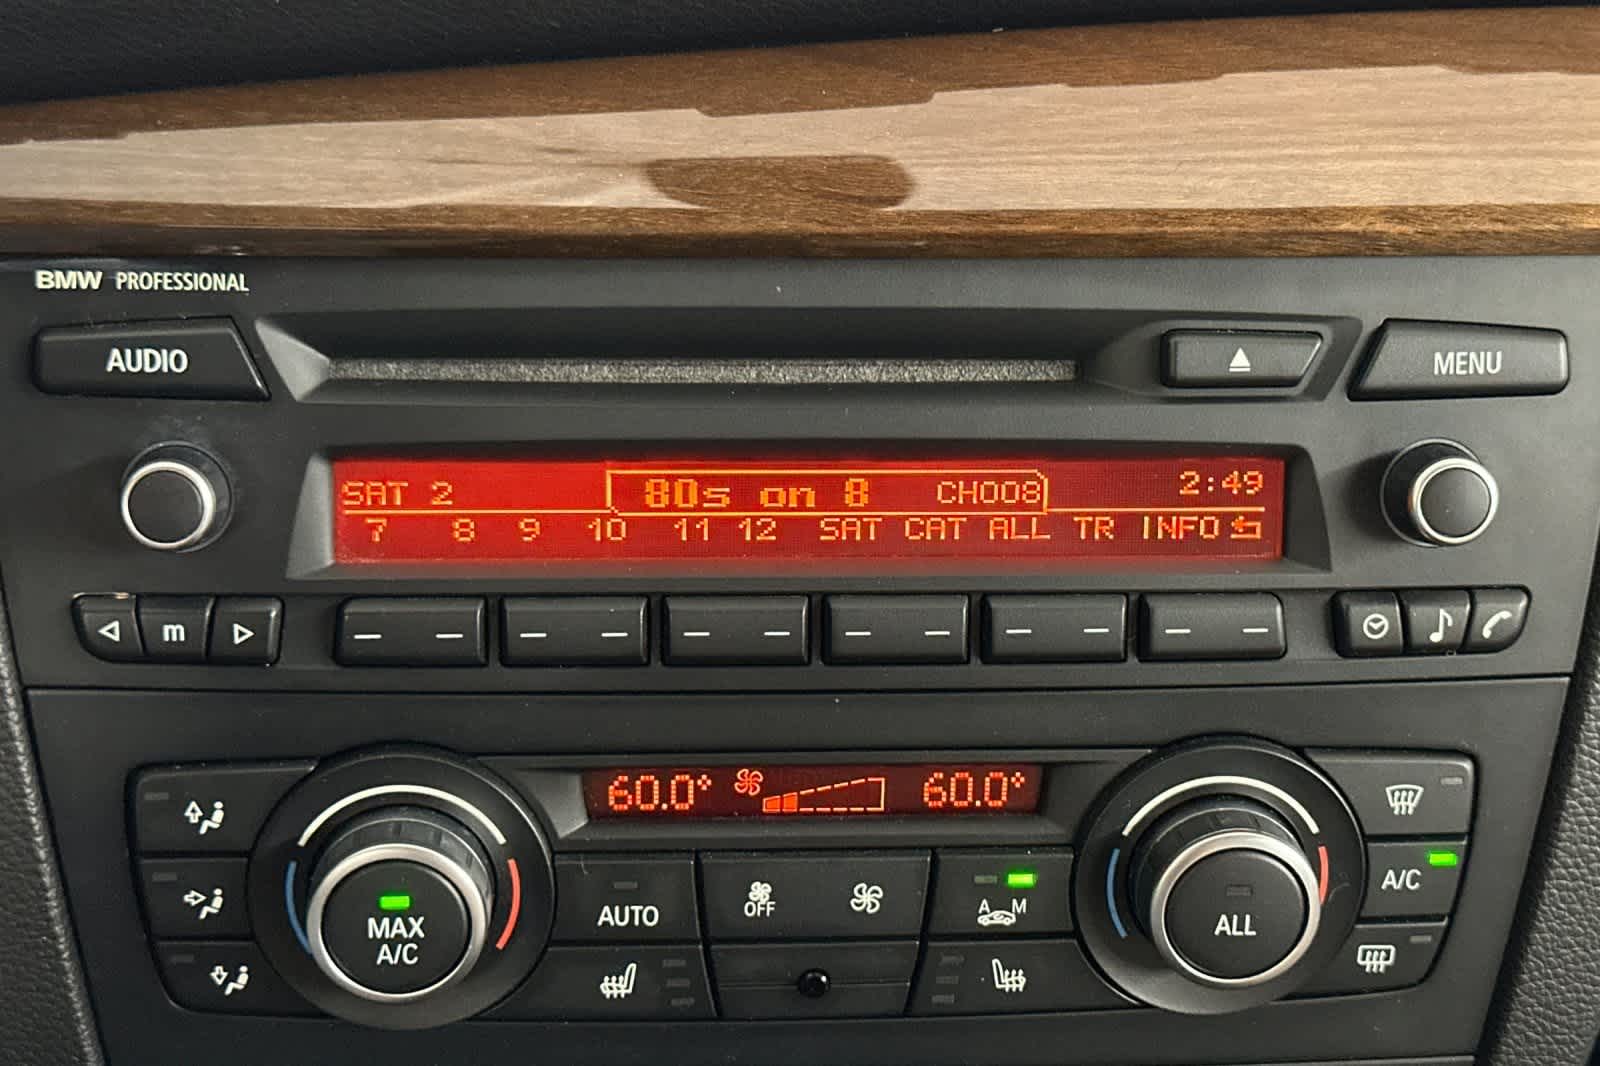 BMW PROFESSIONAL
AUDIO
MENU
SAT 2 80s on 8 CH008 2:49
7 8 9 10 11 12 SAT CAT ALL TR INFO
m
60.0° 60.0°
MAX A/C
AUTO
OFF
A M
ALL
A/C